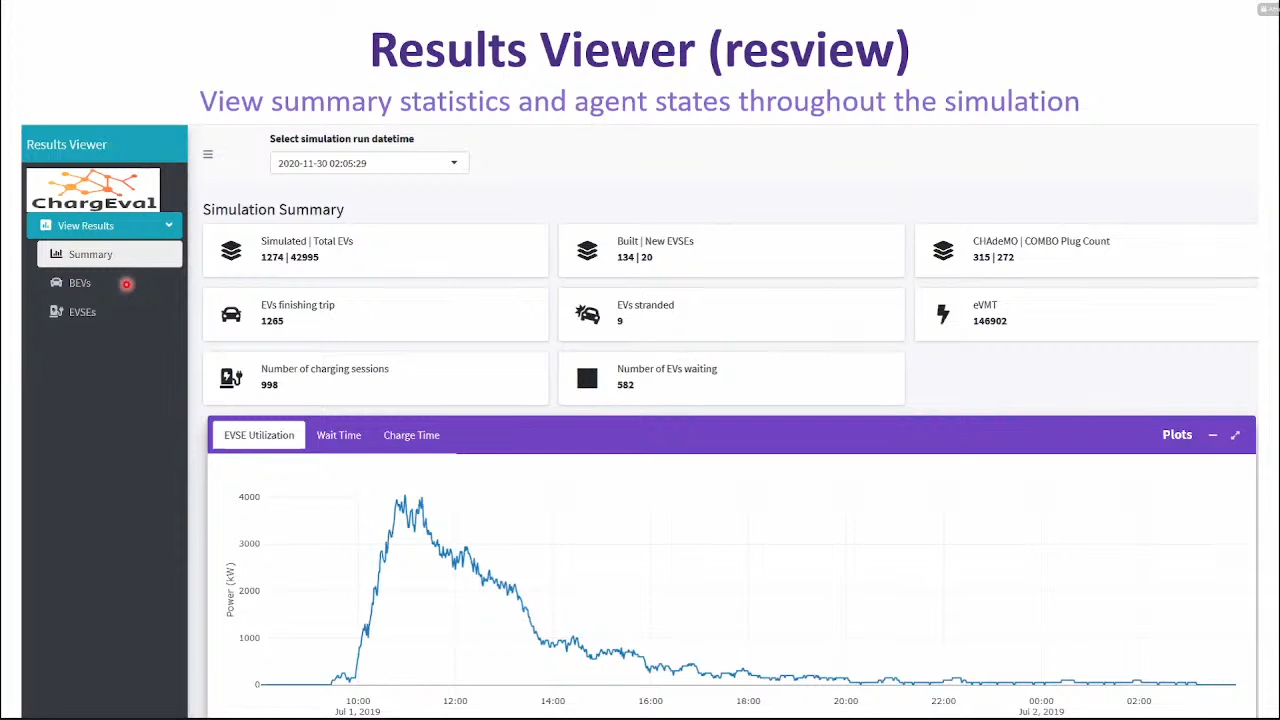 Results Viewer (resview)
View summary statistics and agent states throughout the simulation
Results Viewer
ChargEval
View Results
Summary
BEVs
EVSEs
Select simulation run datetime
2020-11-30 02:05:29
Simulation Summary
Simulated | Total EVs
1274 | 42995
Built | New EVSEs
134 | 20
CHAdeMO | COMBO Plug Count
315 | 272
EVs finishing trip
1265
EVs stranded
9
eVMT
146902
Number of charging sessions
998
Number of EVs waiting
582
EVSE Utilization Wait Time Charge Time Plots
Power (kW)
4000
3000
2000
1000
0
10:00 12:00 14:00 16:00 18:00 20:00 22:00 00:00 02:00
Jul 1, 2019 Jul 2, 2019